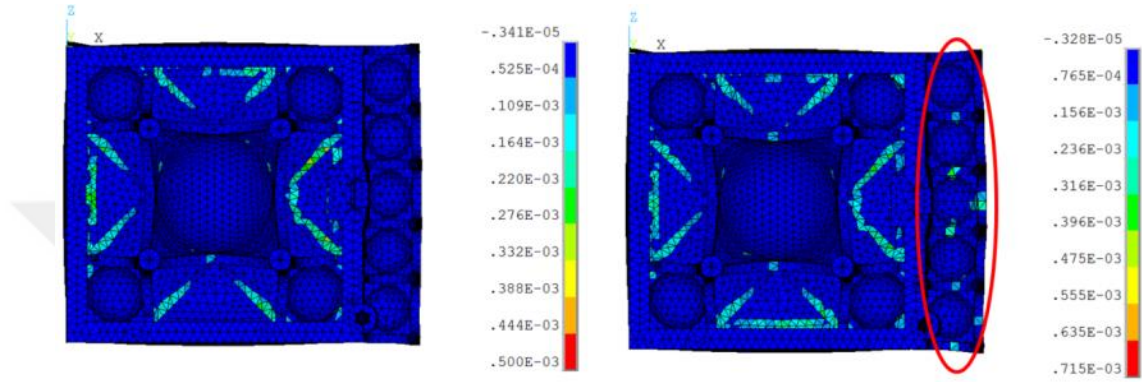 Z
Y X
-.341E-05
.525E-04
.109E-03
.164E-03
.220E-03
.276E-03
.332E-03
.388E-03
.444E-03
.500E-03
Z
Y X
-.328E-05
.765E-04
.156E-03
.236E-03
.316E-03
.396E-03
.475E-03
.555E-03
.635E-03
.715E-03